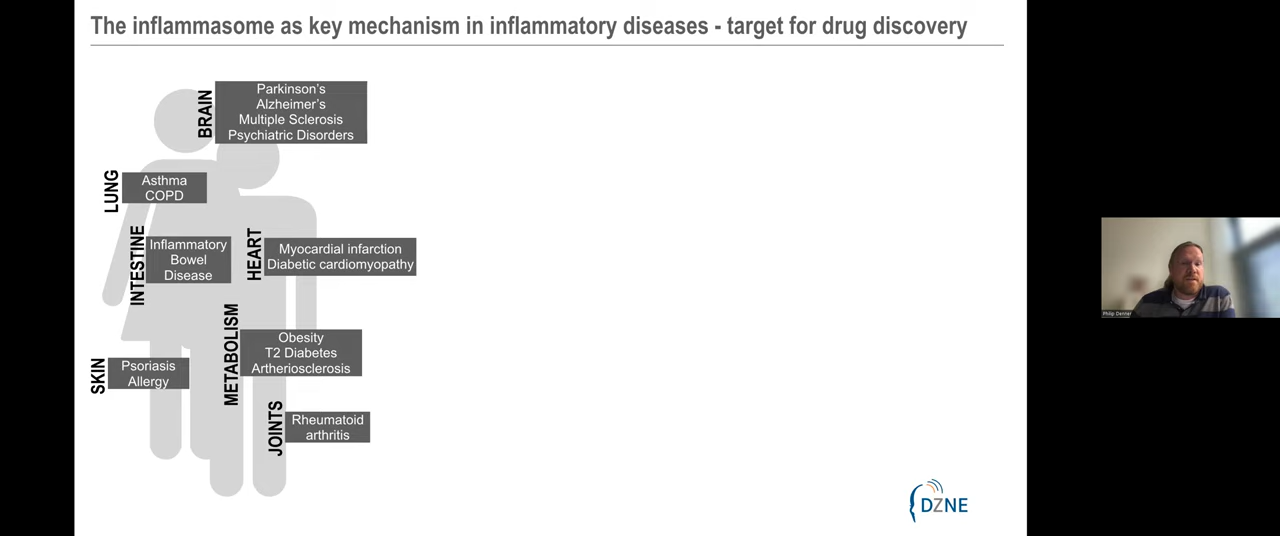 The inflammasome as key mechanism in inflammatory diseases - target for drug discovery
BRAIN
Parkinson's
Alzheimer's
Multiple Sclerosis
Psychiatric Disorders
LUNG
Asthma
COPD
INTESTINE
Inflammatory
Bowel
Disease
HEART
Myocardial infarction
Diabetic cardiomyopathy
METABOLISM
Obesity
T2 Diabetes
Artheriosclerosis
SKIN
Psoriasis
Allergy
JOINTS
Rheumatoid
arthritis
DZNE
Philip Denner